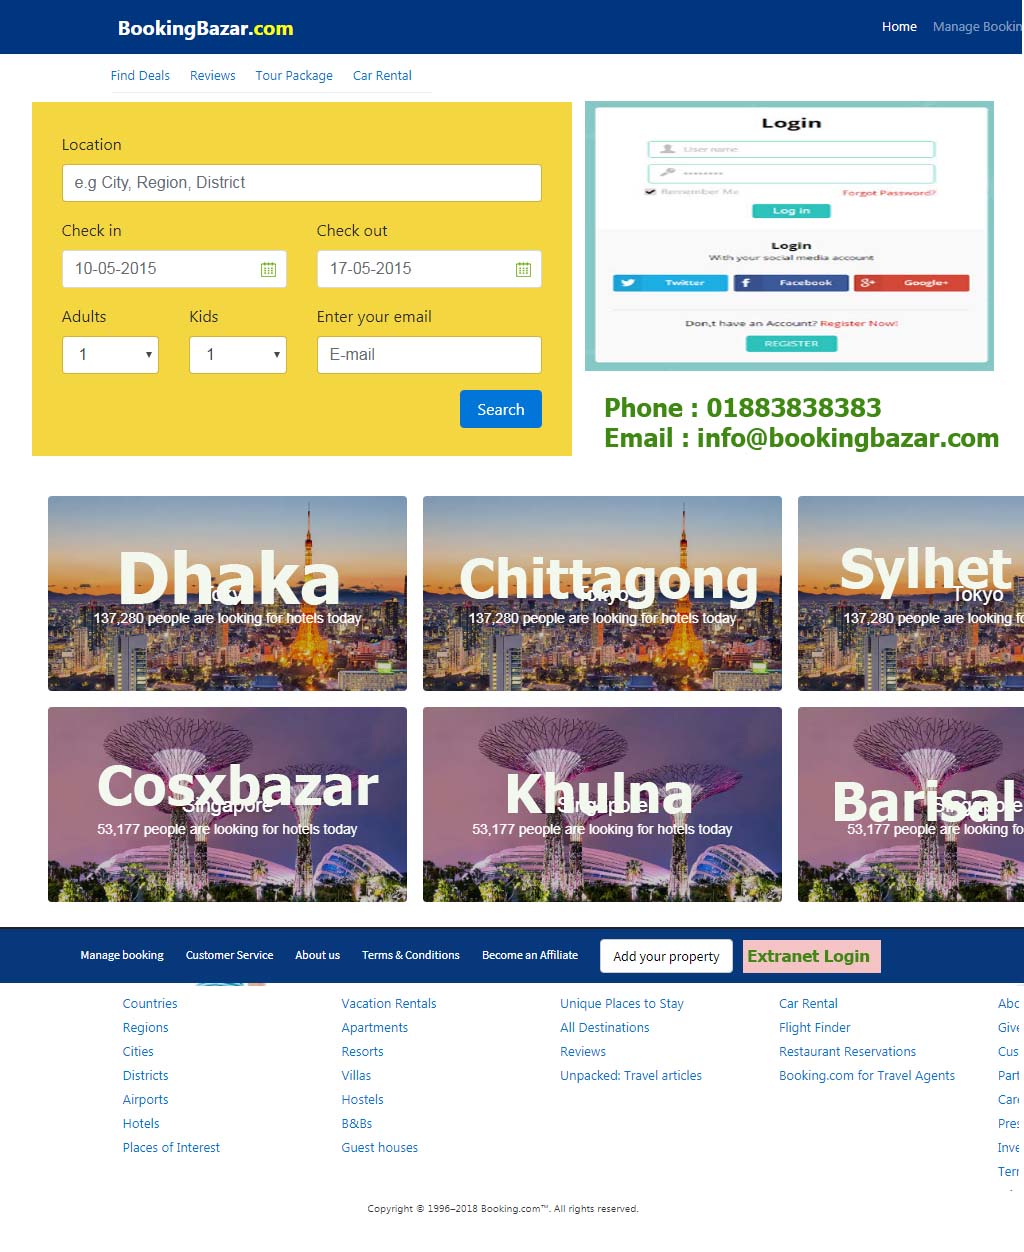 BookingBazar.com
Home Manage Bookin
Find Deals Reviews Tour Package Car Rental
Location
e.g City, Region, District
Check in Check out
10-05-2015 17-05-2015
Adults Kids Enter your email
1 1 E-mail
Search
Login
User name
Remember Me Forgot Password?
Log in
Login
With your social media account
Twitter Facebook Google+
Don,t have an Account? Register Now!
REGISTER
Phone : 01883838383
Email : info@bookingbazar.com
Dhaka
Tokyo
137,280 people are looking for hotels today
Chittagong
Tokyo
137,280 people are looking for hotels today
Sylhet
Tokyo
137,280 people are looking fo
Cosxbazar
Singapore
53,177 people are looking for hotels today
Khulna
Singapore
53,177 people are looking for hotels today
Barisal
Singapore
53,177 people are looking fo
Manage booking Customer Service About us Terms & Conditions Become an Affiliate Add your property Extranet Login
Countries Vacation Rentals Unique Places to Stay Car Rental Abc
Regions Apartments All Destinations Flight Finder Give
Cities Resorts Reviews Restaurant Reservations Cus
Districts Villas Unpacked: Travel articles Booking.com for Travel Agents Part
Airports Hostels Care
Hotels B&Bs Pres
Places of Interest Guest houses Inve
Terr
Copyright © 1996–2018 Booking.com™. All rights reserved.